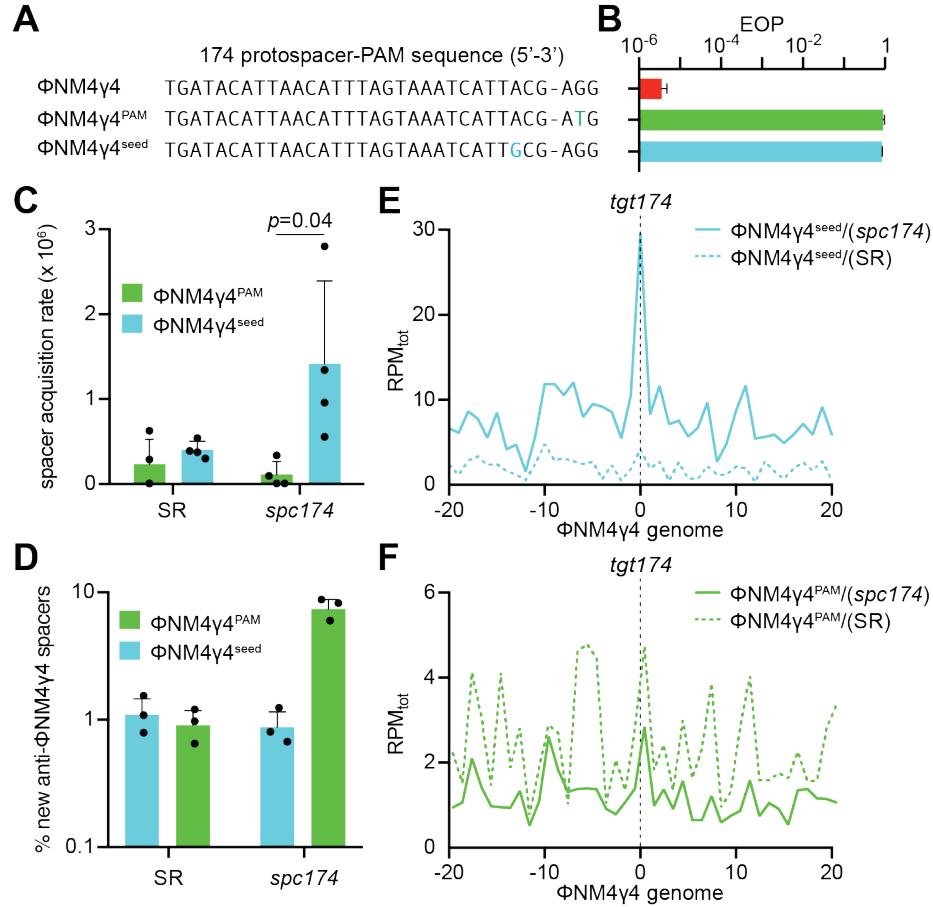 A
174 protospacer-PAM sequence (5’-3’)
ΦNM4γ4 TGATACATTAACATTTAGTAAATCATTACG-AGG
ΦNM4γ4PAM TGATACATTAACATTTAGTAAATCATTACG-ATG
ΦNM4γ4seed TGATACATTAACATTTAGTAAATCATTGCG-AGG
B
EOP
10-6 10-4 10-2 1
C
spacer acquisition rate (x 106)
3
2
1
0
p=0.04
ΦNM4γ4PAM
ΦNM4γ4seed
SR spc174
E
tgt174
ΦNM4γ4seed/(spc174)
ΦNM4γ4seed/(SR)
RPMtot
30
20
10
0
-20 -10 0 10 20
ΦNM4γ4 genome
D
% new anti-ΦNM4γ4 spacers
10
1
0.1
ΦNM4γ4PAM
ΦNM4γ4seed
SR spc174
F
tgt174
ΦNM4γ4PAM/(spc174)
ΦNM4γ4PAM/(SR)
RPMtot
6
4
2
0
-20 -10 0 10 20
ΦNM4γ4 genome